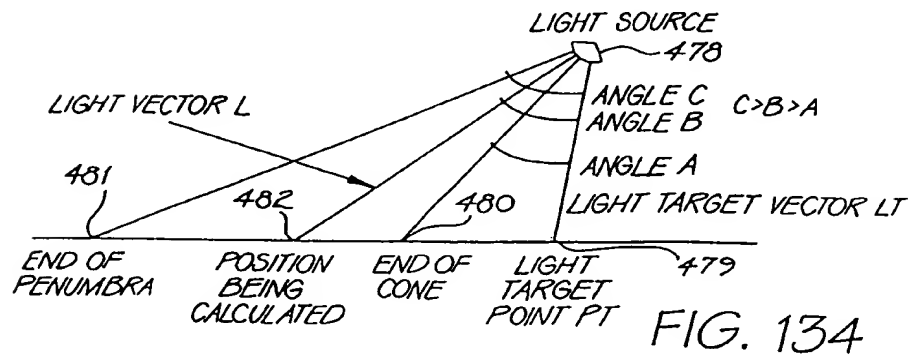 LIGHT SOURCE
478
LIGHT VECTOR L
ANGLE C
ANGLE B
C>B>A
ANGLE A
481
482
480
LIGHT TARGET VECTOR LT
479
END OF
PENUMBRA
POSITION
BEING
CALCULATED
END OF
CONE
LIGHT
TARGET
POINT PT
FIG. 134